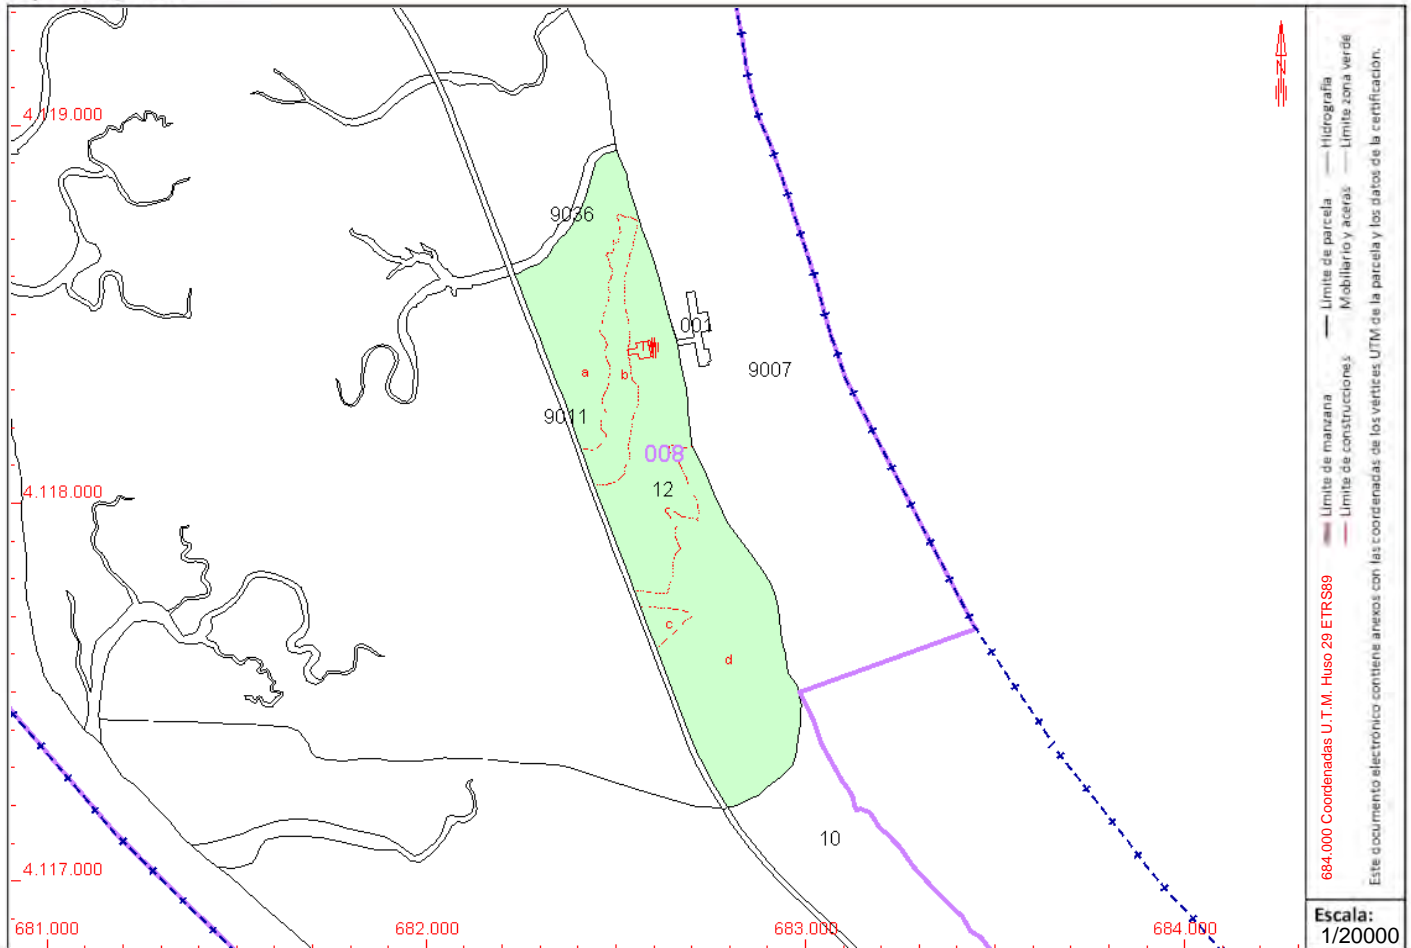 4.119.000
9036
001
9007
a
b
9011
008
4.118.000
12
c
d
10
4.117.000
681.000
682.000
683.000
684.000
N
684.000 Coordenadas U.T.M. Huso 29 ETRS89
Límite de manzana
Límite de parcela
Hidrografía
Límite de construcciones
Mobiliario y aceras
Límite zona verde
Este documento electrónico contiene anexos con las coordenadas de los vértices UTM de la parcela y los datos de la certificación.
Escala:
1/20000